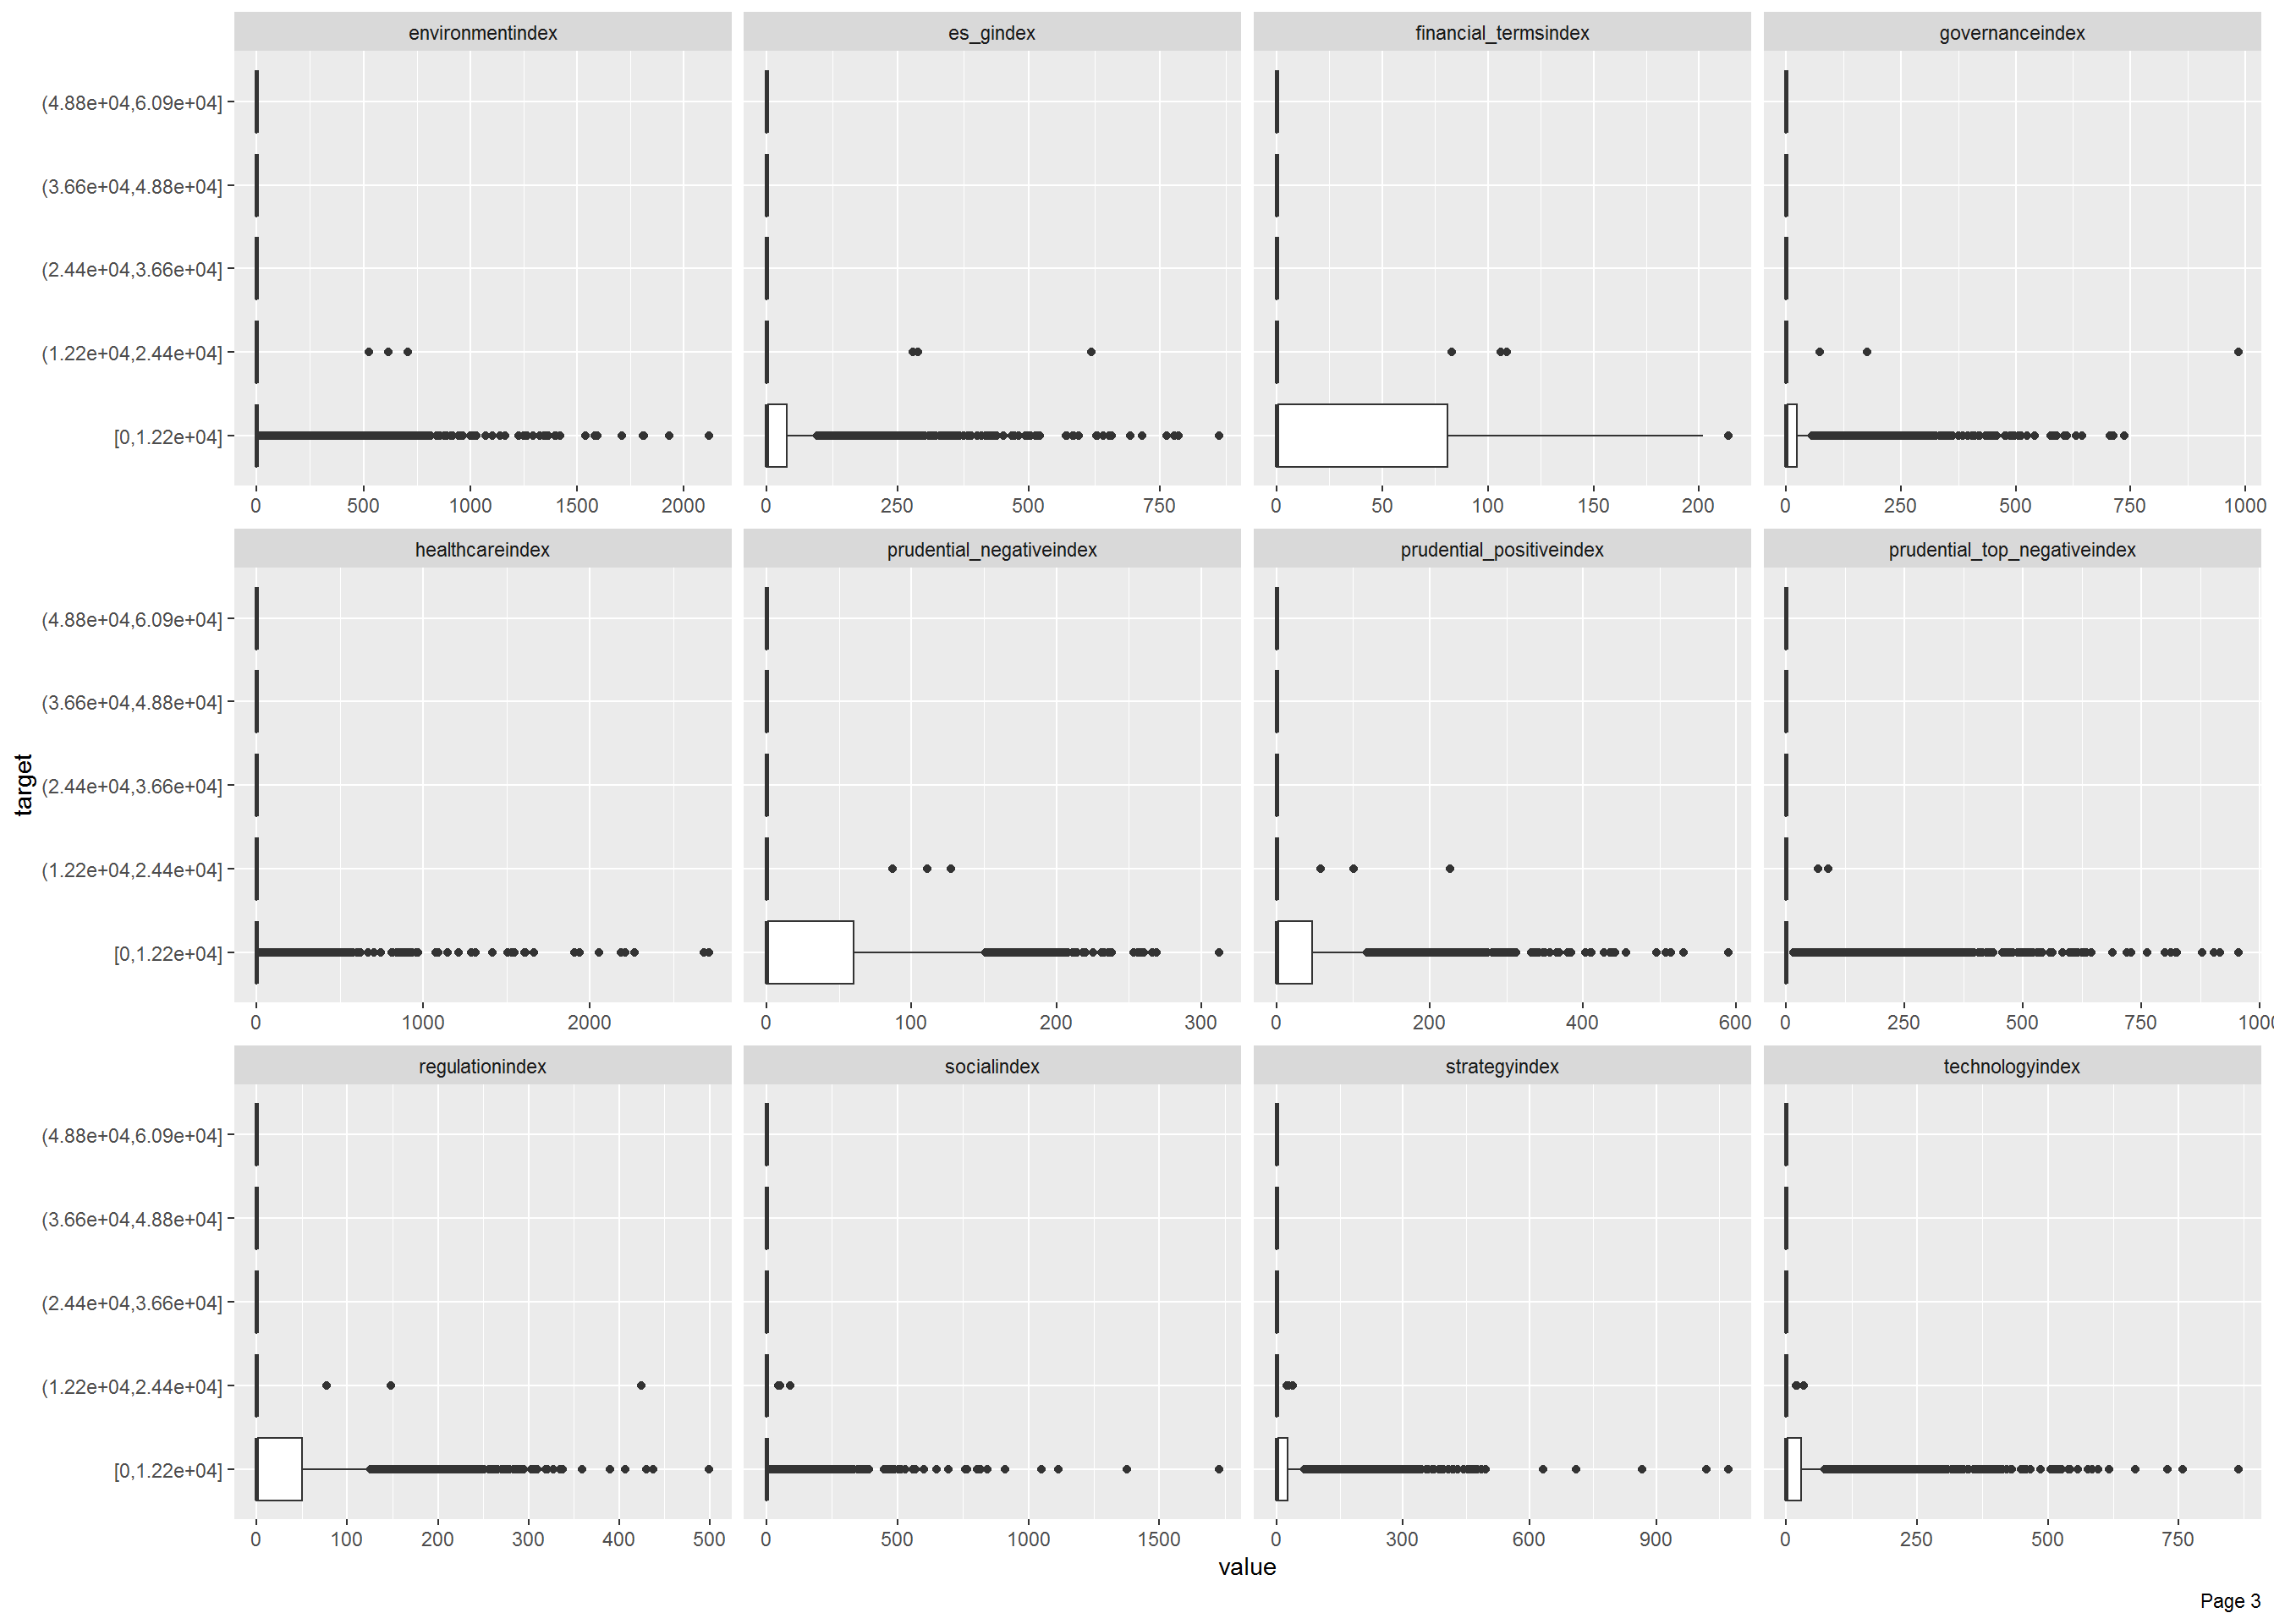 environmentindex es_gindex financial_termsindex governanceindex
(4.88e+04,6.09e+04]
(3.66e+04,4.88e+04]
(2.44e+04,3.66e+04]
(1.22e+04,2.44e+04]
[0,1.22e+04]
0 500 1000 1500 2000 0 250 500 750 0 50 100 150 200 0 250 500 750 1000
healthcareindex prudential_negativeindex prudential_positiveindex prudential_top_negativeindex
(4.88e+04,6.09e+04]
(3.66e+04,4.88e+04]
(2.44e+04,3.66e+04]
(1.22e+04,2.44e+04]
[0,1.22e+04]
target
0 1000 2000 0 100 200 300 0 200 400 600 0 250 500 750 1000
regulationindex socialindex strategyindex technologyindex
(4.88e+04,6.09e+04]
(3.66e+04,4.88e+04]
(2.44e+04,3.66e+04]
(1.22e+04,2.44e+04]
[0,1.22e+04]
0 100 200 300 400 500 0 500 1000 1500 0 300 600 900 0 250 500 750
value
Page 3